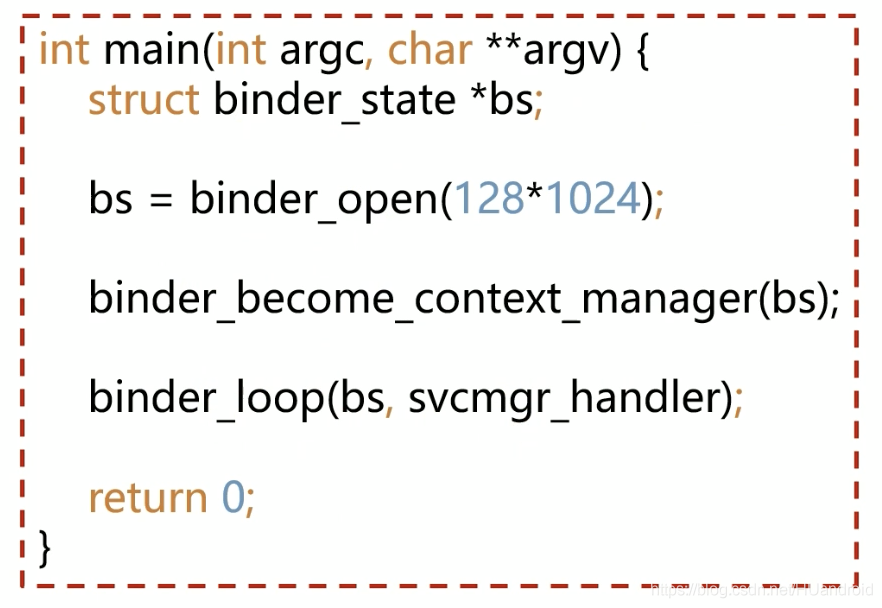 int main(int argc, char **argv) {
struct binder_state *bs;
bs = binder_open(128*1024);
binder_become_context_manager(bs);
binder_loop(bs, svcmgr_handler);
return 0;
}
https://blog.csdn.net/HUandroid